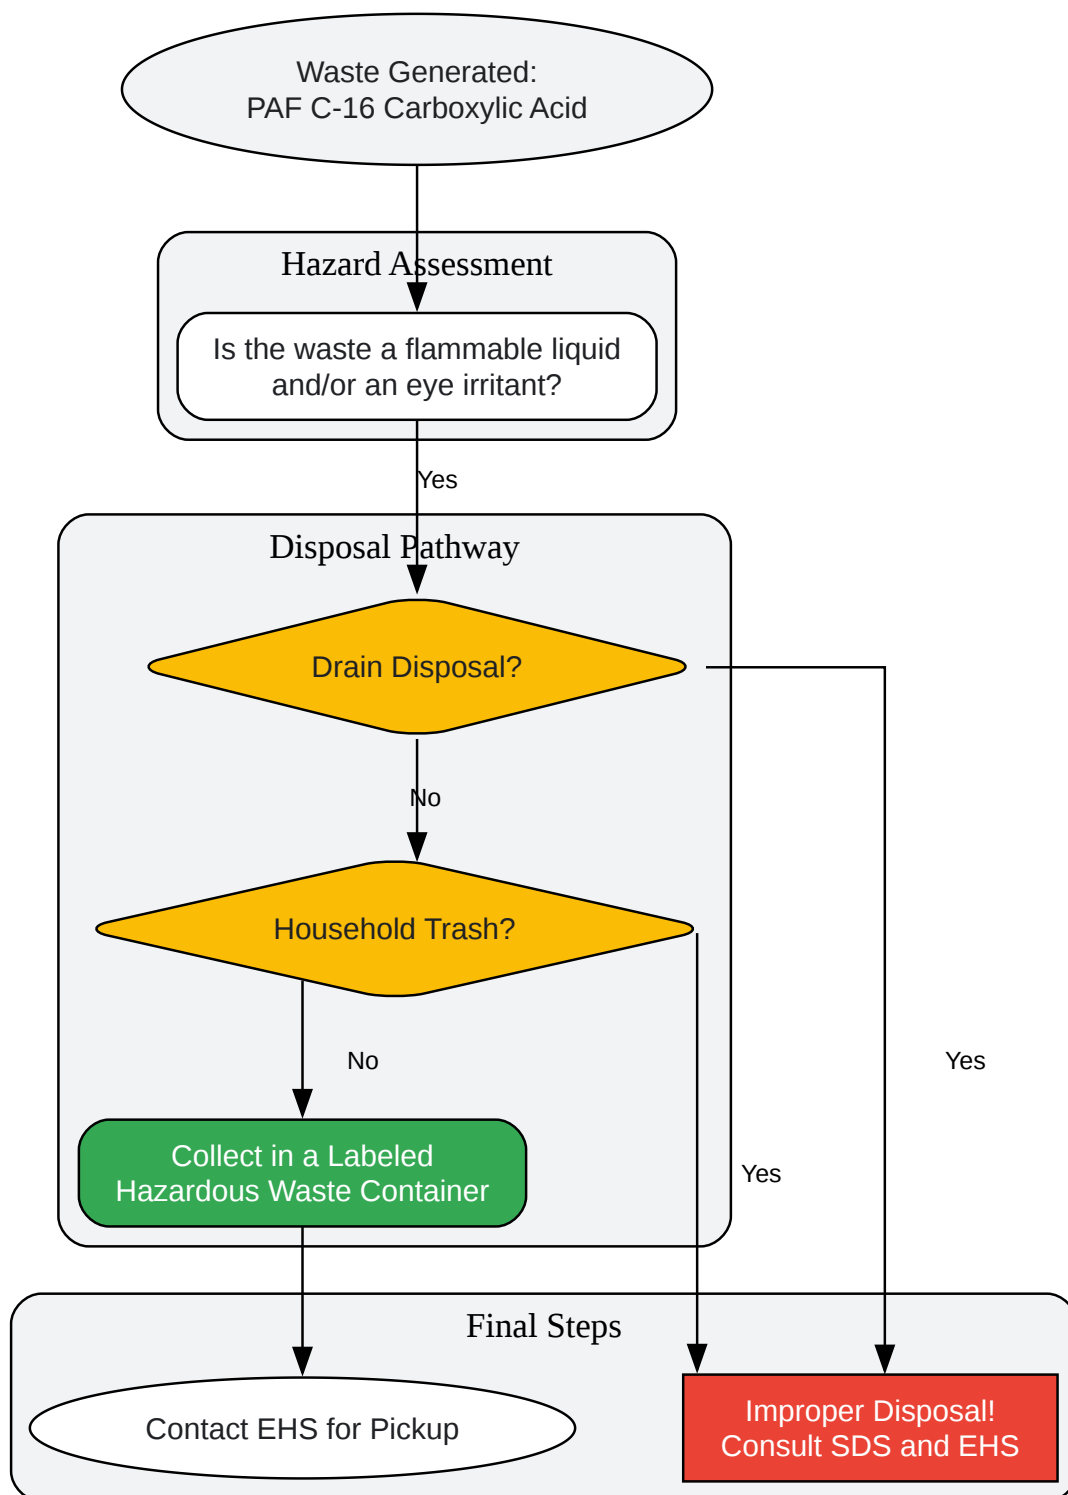 Waste Generated:
PAF C-16 Carboxylic Acid
Hazard Assessment
Is the waste a flammable liquid
and/or an eye irritant?
Yes
Disposal Pathway
Drain Disposal?
No
Household Trash?
No
Yes
Collect in a Labeled
Hazardous Waste Container
Yes
Final Steps
Contact EHS for Pickup
Improper Disposal!
Consult SDS and EHS